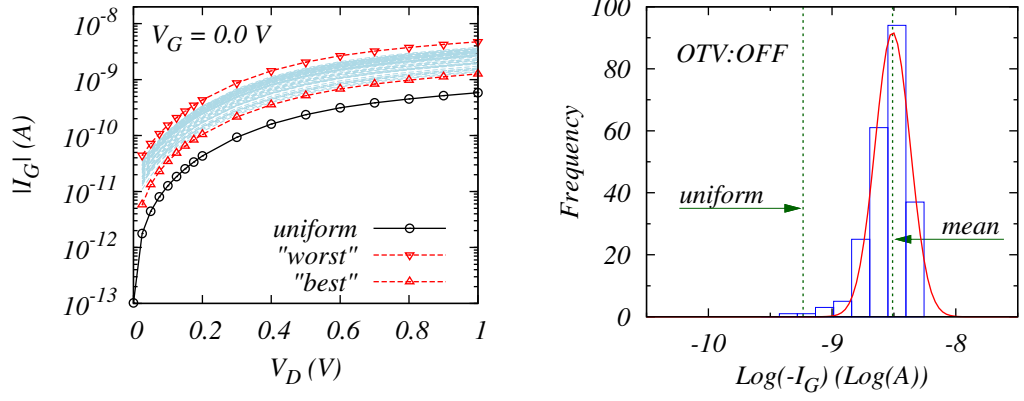 10^-8
10^-9
10^-10
10^-11
10^-12
10^-13
|I_G| (A)
V_G = 0.0 V
uniform
"worst"
"best"
0 0.2 0.4 0.6 0.8 1
V_D (V)
100
80
60
40
20
0
Frequency
OTV:OFF
uniform
mean
-10 -9 -8
Log(-I_G) (Log(A))